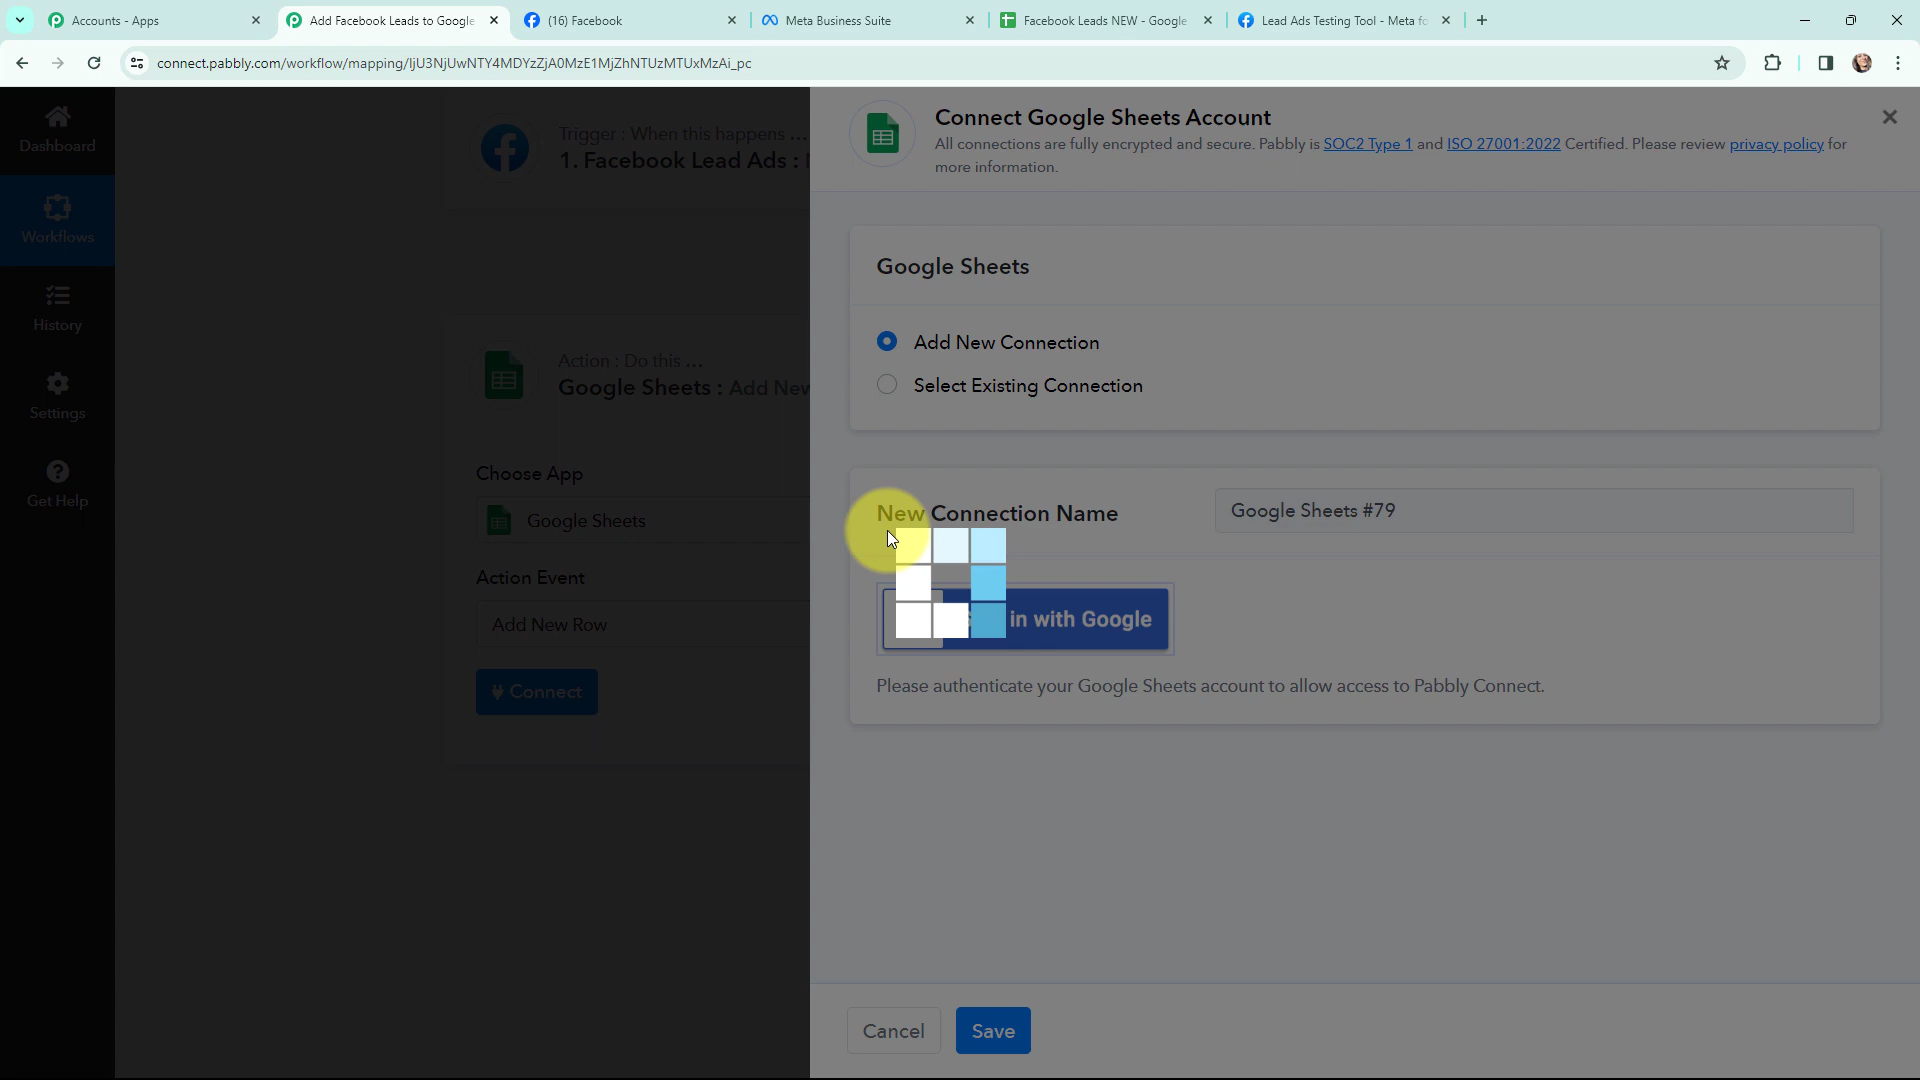 Accounts - Apps
Add Facebook Leads to Google
(16) Facebook
Meta Business Suite
Facebook Leads NEW - Google
Lead Ads Testing Tool - Meta fo
connect.pabbly.com/workflow/mapping/IjU3NjUwNTY4MDYzZjA0MzE1MjZhNTUzMTUxMzAi_pc
Dashboard
Workflows
History
Settings
Get Help
Trigger : When this happens ...
1. Facebook Lead Ads :
Action : Do this ...
Google Sheets : Add New
Choose App
Google Sheets
Action Event
Add New Row
Connect
Connect Google Sheets Account
All connections are fully encrypted and secure. Pabbly is SOC2 Type 1 and ISO 27001:2022 Certified. Please review privacy policy for
more information.
Google Sheets
Add New Connection
Select Existing Connection
New Connection Name
Google Sheets #79
in with Google
Please authenticate your Google Sheets account to allow access to Pabbly Connect.
Cancel
Save